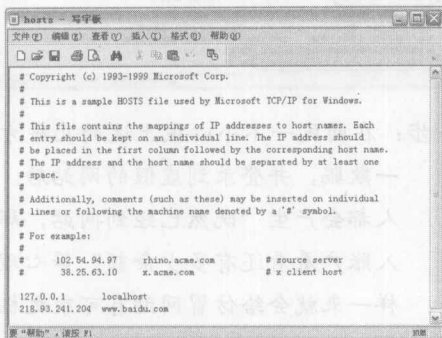 hosts - 写字板
文件(F) 编辑(E) 查看(V) 插入(I) 格式(O) 帮助(H)
# Copyright (c) 1993-1999 Microsoft Corp.
#
# This is a sample HOSTS file used by Microsoft TCP/IP for Windows.
#
# This file contains the mappings of IP addresses to host names. Each
# entry should be kept on an individual line. The IP address should
# be placed in the first column followed by the corresponding host name.
# The IP address and the host name should be separated by at least one
# space.
#
# Additionally, comments (such as these) may be inserted on individual
# lines or following the machine name denoted by a '#' symbol.
#
# For example:
#
# 102.54.94.97 rhino.acme.com # source server
# 38.25.63.10 x.acme.com # x client host
127.0.0.1 localhost
218.93.241.204 www.baidu.com
要“帮助”,请按 F1